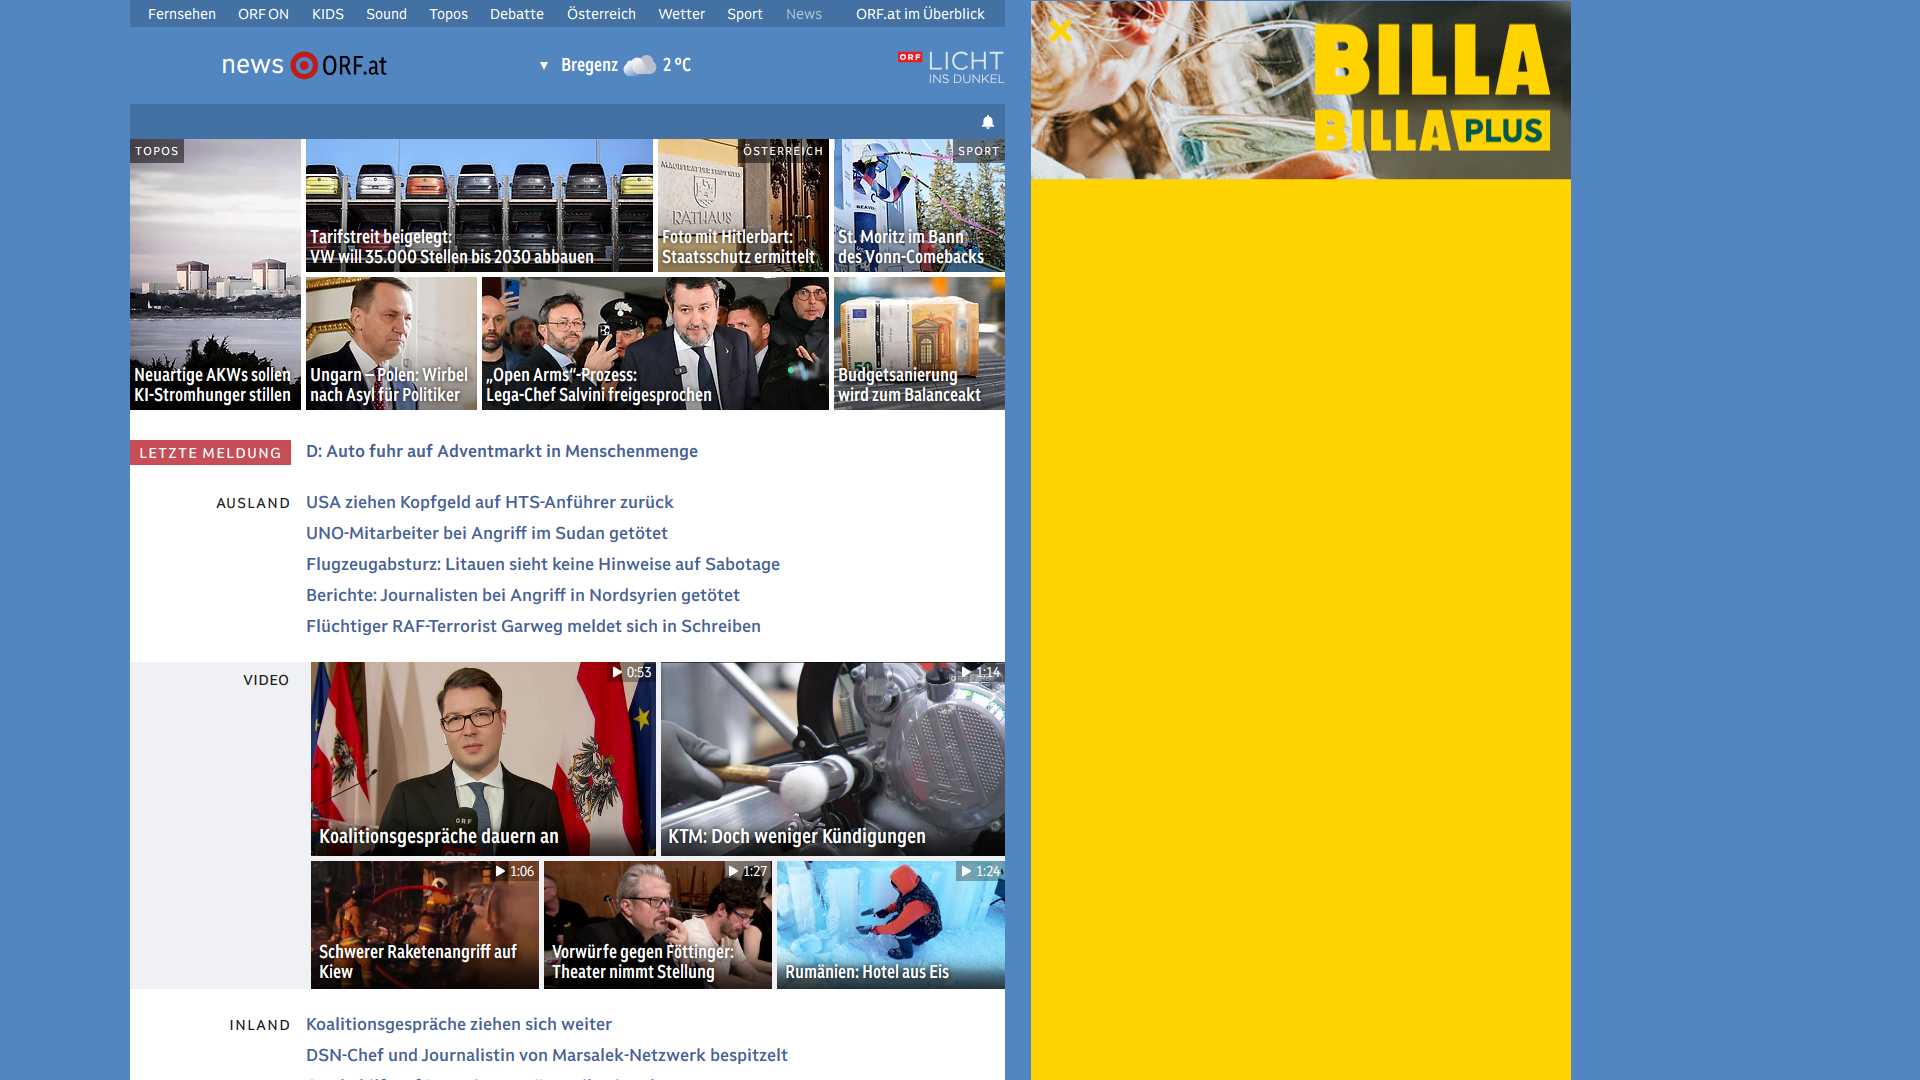 Fernsehen ORF ON KIDS Sound Topos Debatte Österreich Wetter Sport News ORF.at im Überblick
news ORF.at
▼ Bregenz 2 °C
ORF LICHT
INS DUNKEL
BILLA
BILLA PLUS
TOPOS
Neuartige AKWs sollen
KI-Stromhunger stillen
Tarifstreit beigelegt:
VW will 35.000 Stellen bis 2030 abbauen
ÖSTERREICH
RATHAUS
Foto mit Hitlerbart:
Staatsschutz ermittelt
SPORT
St. Moritz im Bann
des Vonn-Comebacks
Ungarn – Polen: Wirbel
nach Asyl für Politiker
„Open Arms“-Prozess:
Lega-Chef Salvini freigesprochen
50
Budgetsanierung
wird zum Balanceakt
LETZTE MELDUNG
D: Auto fuhr auf Adventmarkt in Menschenmenge
AUSLAND
USA ziehen Kopfgeld auf HTS-Anführer zurück
UNO-Mitarbeiter bei Angriff im Sudan getötet
Flugzeugabsturz: Litauen sieht keine Hinweise auf Sabotage
Berichte: Journalisten bei Angriff in Nordsyrien getötet
Flüchtiger RAF-Terrorist Garweg meldet sich in Schreiben
VIDEO
0:53
ORF
Koalitionsgespräche dauern an
1:14
KTM: Doch weniger Kündigungen
1:06
Schwerer Raketenangriff auf
Kiew
1:27
Vorwürfe gegen Föttinger:
Theater nimmt Stellung
1:24
Rumänien: Hotel aus Eis
INLAND
Koalitionsgespräche ziehen sich weiter
DSN-Chef und Journalistin von Marsalek-Netzwerk bespitzelt